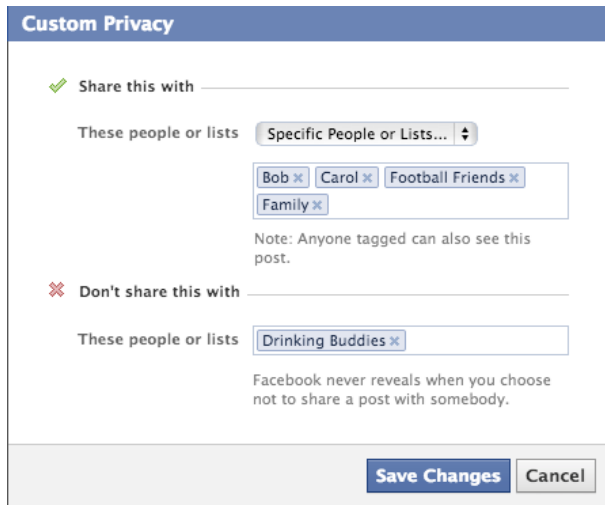 Custom Privacy
Share this with
These people or lists Specific People or Lists...
Bob × Carol × Football Friends ×
Family ×
Note: Anyone tagged can also see this
post.
Don't share this with
These people or lists Drinking Buddies ×
Facebook never reveals when you choose
not to share a post with somebody.
Save Changes Cancel